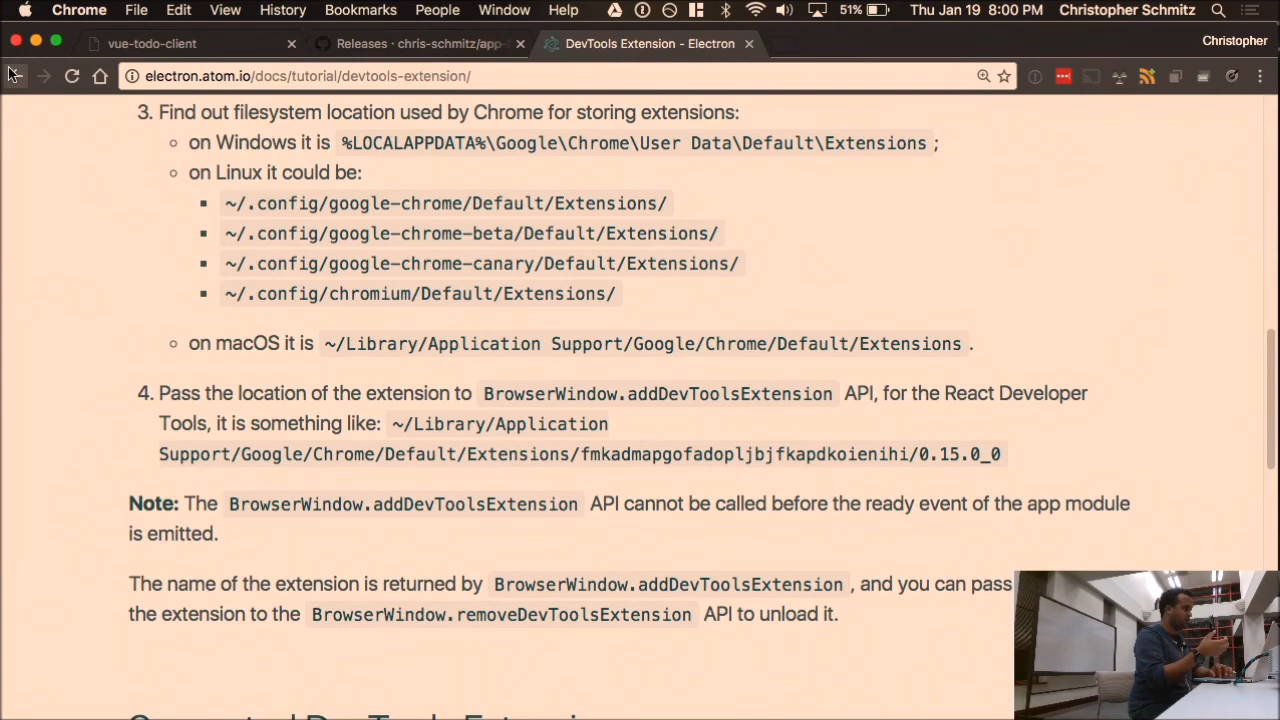 Chrome File Edit View History Bookmarks People Window Help 51% Thu Jan 19 8:00 PM Christopher Schmitz
vue-todo-client Releases · chris-schmitz/app- DevTools Extension - Electron Christopher
electron.atom.io/docs/tutorial/devtools-extension/
3. Find out filesystem location used by Chrome for storing extensions:
on Windows it is %LOCALAPPDATA%\Google\Chrome\User Data\Default\Extensions ;
on Linux it could be:
~/.config/google-chrome/Default/Extensions/
~/.config/google-chrome-beta/Default/Extensions/
~/.config/google-chrome-canary/Default/Extensions/
~/.config/chromium/Default/Extensions/
on macOS it is ~/Library/Application Support/Google/Chrome/Default/Extensions .
4. Pass the location of the extension to BrowserWindow.addDevToolsExtension API, for the React Developer
Tools, it is something like: ~/Library/Application
Support/Google/Chrome/Default/Extensions/fmkadmapgofadopljbjfkapdkoienihi/0.15.0_0
Note: The BrowserWindow.addDevToolsExtension API cannot be called before the ready event of the app module
is emitted.
The name of the extension is returned by BrowserWindow.addDevToolsExtension , and you can pass
the extension to the BrowserWindow.removeDevToolsExtension API to unload it.